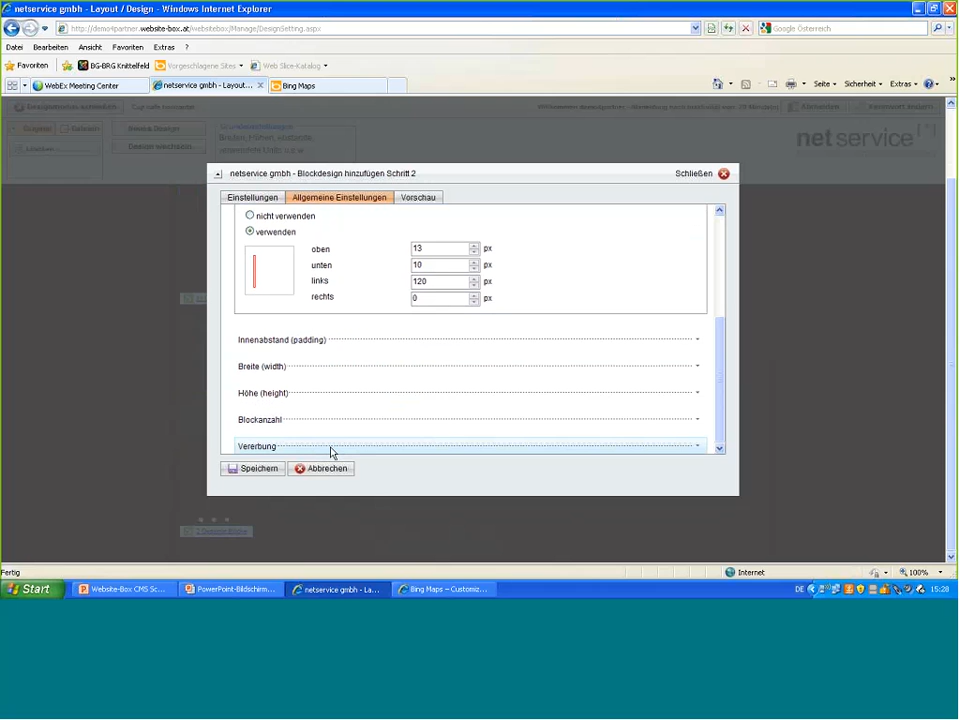 netservice gmbh - Layout / Design - Windows Internet Explorer
http://demo4partner.website-box.at/websitebox/Manage/DesignSetting.aspx
Google Österreich
Datei Bearbeiten Ansicht Favoriten Extras ?
Favoriten BG-BRG Knittelfeld Vorgeschlagene Sites Web Slice-Katalog
WebEx Meeting Center
netservice gmbh - Layout...
Bing Maps
Seite Sicherheit Extras
netservice
netservice gmbh - Blockdesign hinzufügen Schritt 2
Schließen
Einstellungen Allgemeine Einstellungen Vorschau
nicht verwenden
verwenden
oben 13 px
unten 10 px
links 120 px
rechts 0 px
Innenabstand (padding)
Breite (width)
Höhe (height)
Blockanzahl
Vererbung
Speichern Abbrechen
Fertig
Internet
100%
Start
Website-Box CMS Sc...
PowerPoint-Bildschirm...
netservice gmbh - La...
Bing Maps – Customiz...
DE
15:28